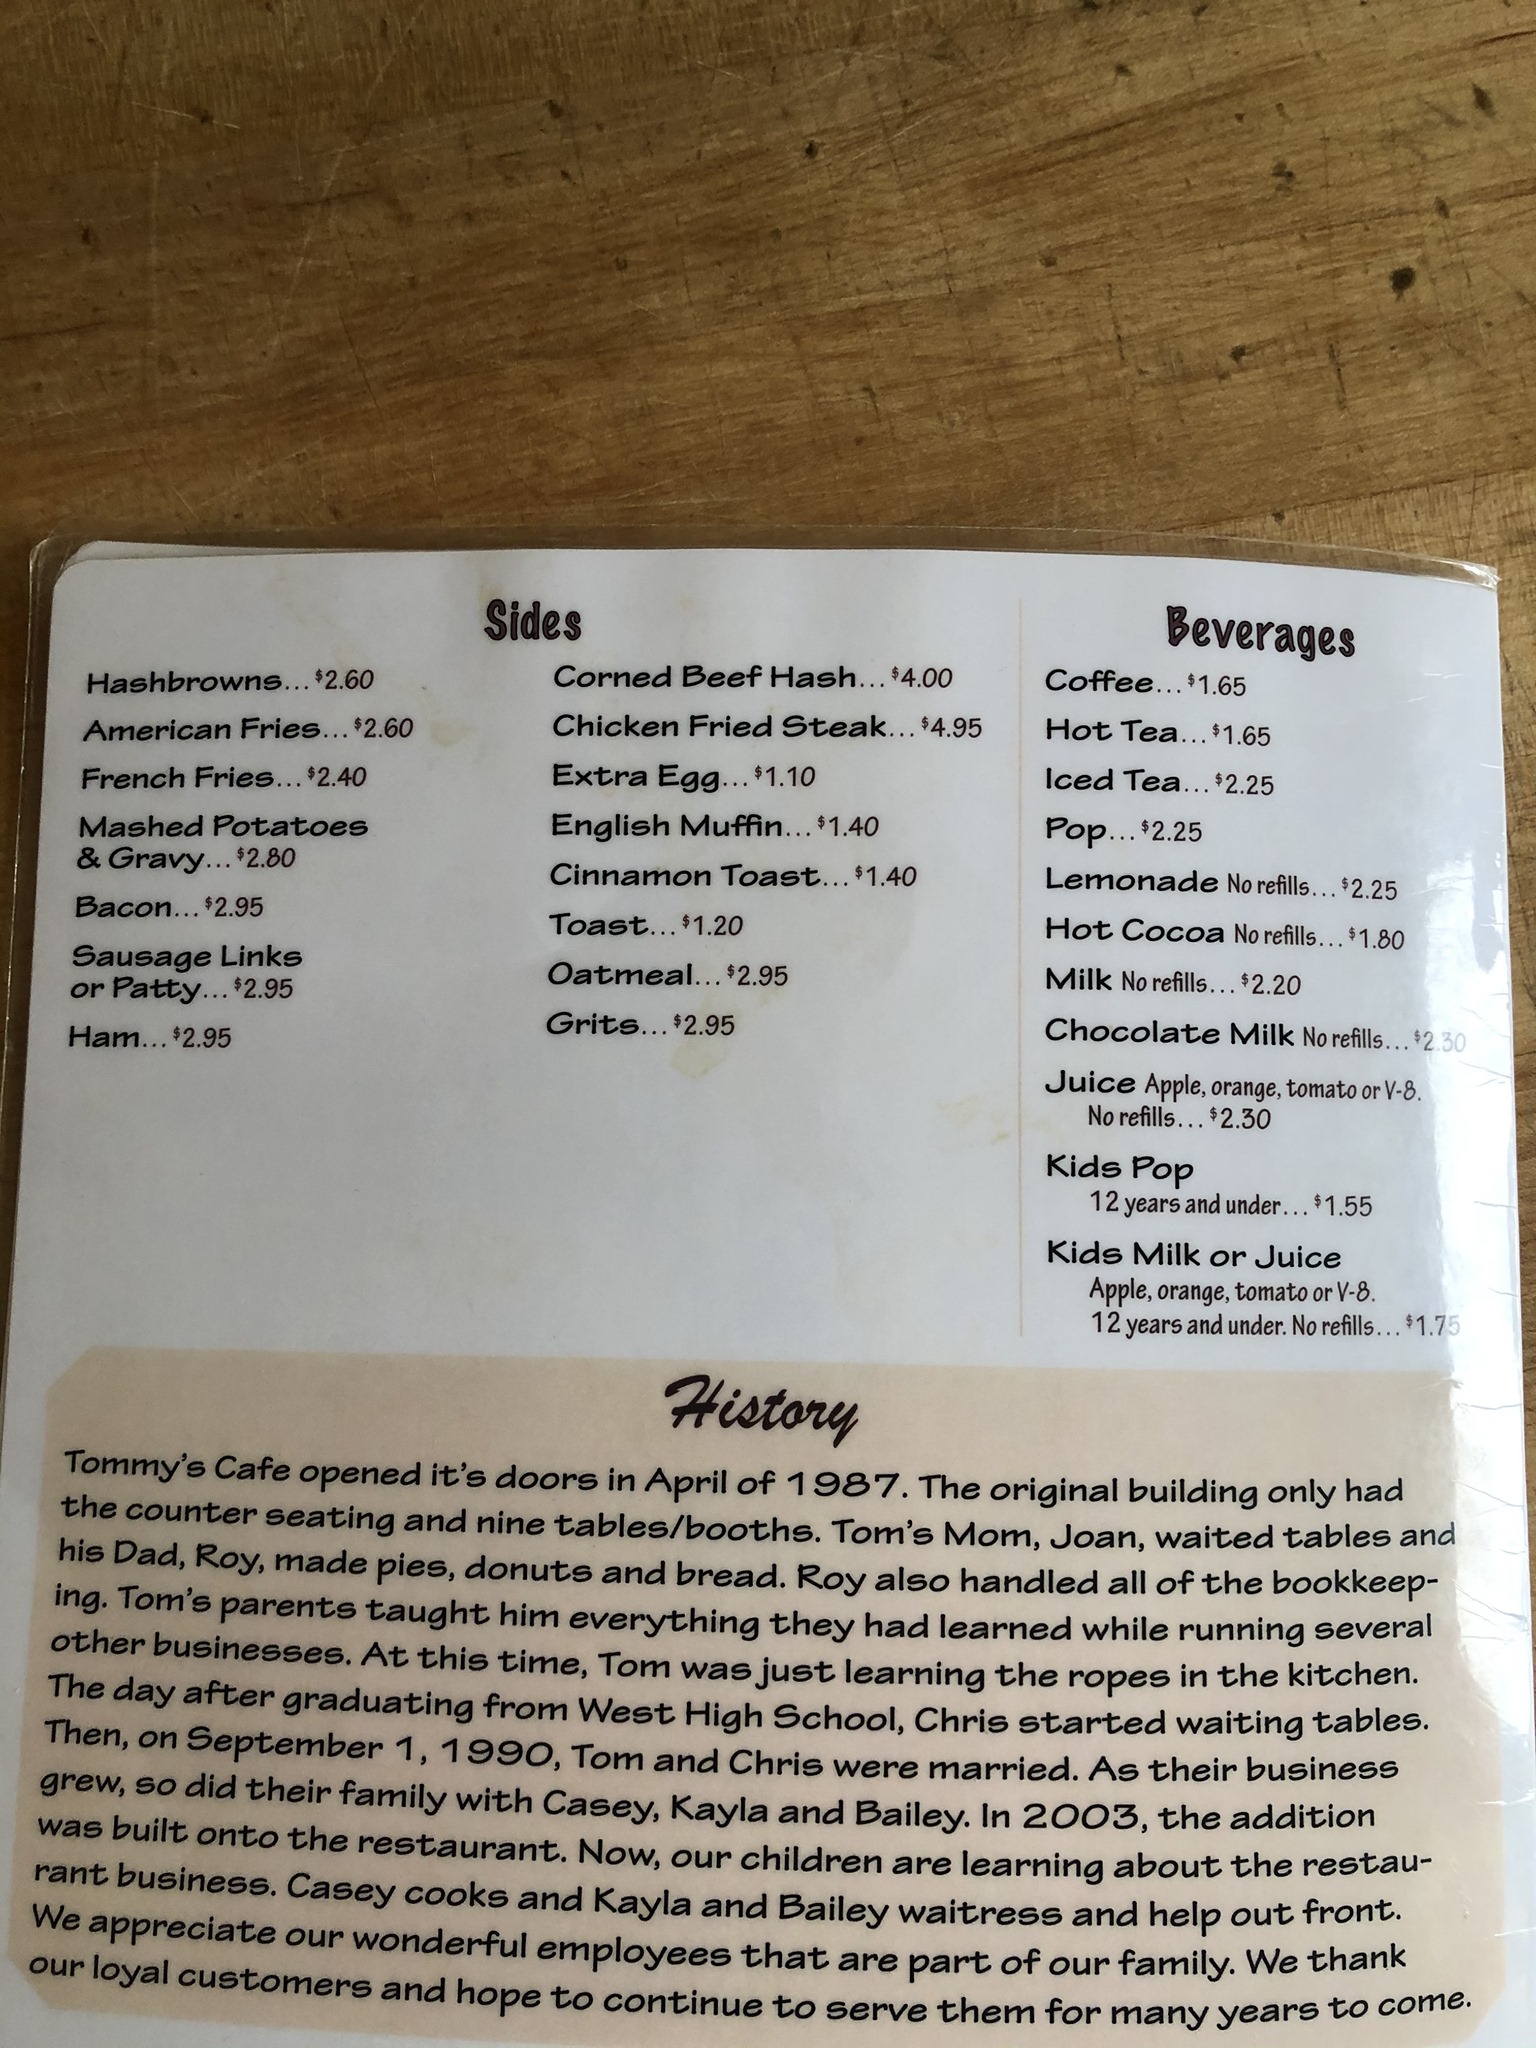 Sides
Hashbrowns...$2.60
American Fries...$2.60
French Fries...$2.40
Mashed Potatoes
& Gravy...$2.80
Bacon...$2.95
Sausage Links
or Patty...$2.95
Ham...$2.95
Corned Beef Hash...$4.00
Chicken Fried Steak...$4.95
Extra Egg...$1.10
English Muffin...$1.40
Cinnamon Toast...$1.40
Toast...$1.20
Oatmeal...$2.95
Grits...$2.95
Beverages
Coffee...$1.65
Hot Tea...$1.65
Iced Tea...$2.25
Pop...$2.25
Lemonade No refills...$2.25
Hot Cocoa No refills...$1.80
Milk No refills...$2.20
Chocolate Milk No refills...$2.30
Juice Apple, orange, tomato or V-8.
No refills...$2.30
Kids Pop
12 years and under...$1.55
Kids Milk or Juice
Apple, orange, tomato or V-8.
12 years and under. No refills...$1.75
History
Tommy's Cafe opened it's doors in April of 1987. The original building only had
the counter seating and nine tables/booths. Tom's Mom, Joan, waited tables and
his Dad, Roy, made pies, donuts and bread. Roy also handled all of the bookkeep-
ing. Tom's parents taught him everything they had learned while running several
other businesses. At this time, Tom was just learning the ropes in the kitchen.
The day after graduating from West High School, Chris started waiting tables.
Then, on September 1, 1990, Tom and Chris were married. As their business
grew, so did their family with Casey, Kayla and Bailey. In 2003, the addition
was built onto the restaurant. Now, our children are learning about the restau-
rant business. Casey cooks and Kayla and Bailey waitress and help out front.
We appreciate our wonderful employees that are part of our family. We thank
our loyal customers and hope to continue to serve them for many years to come.